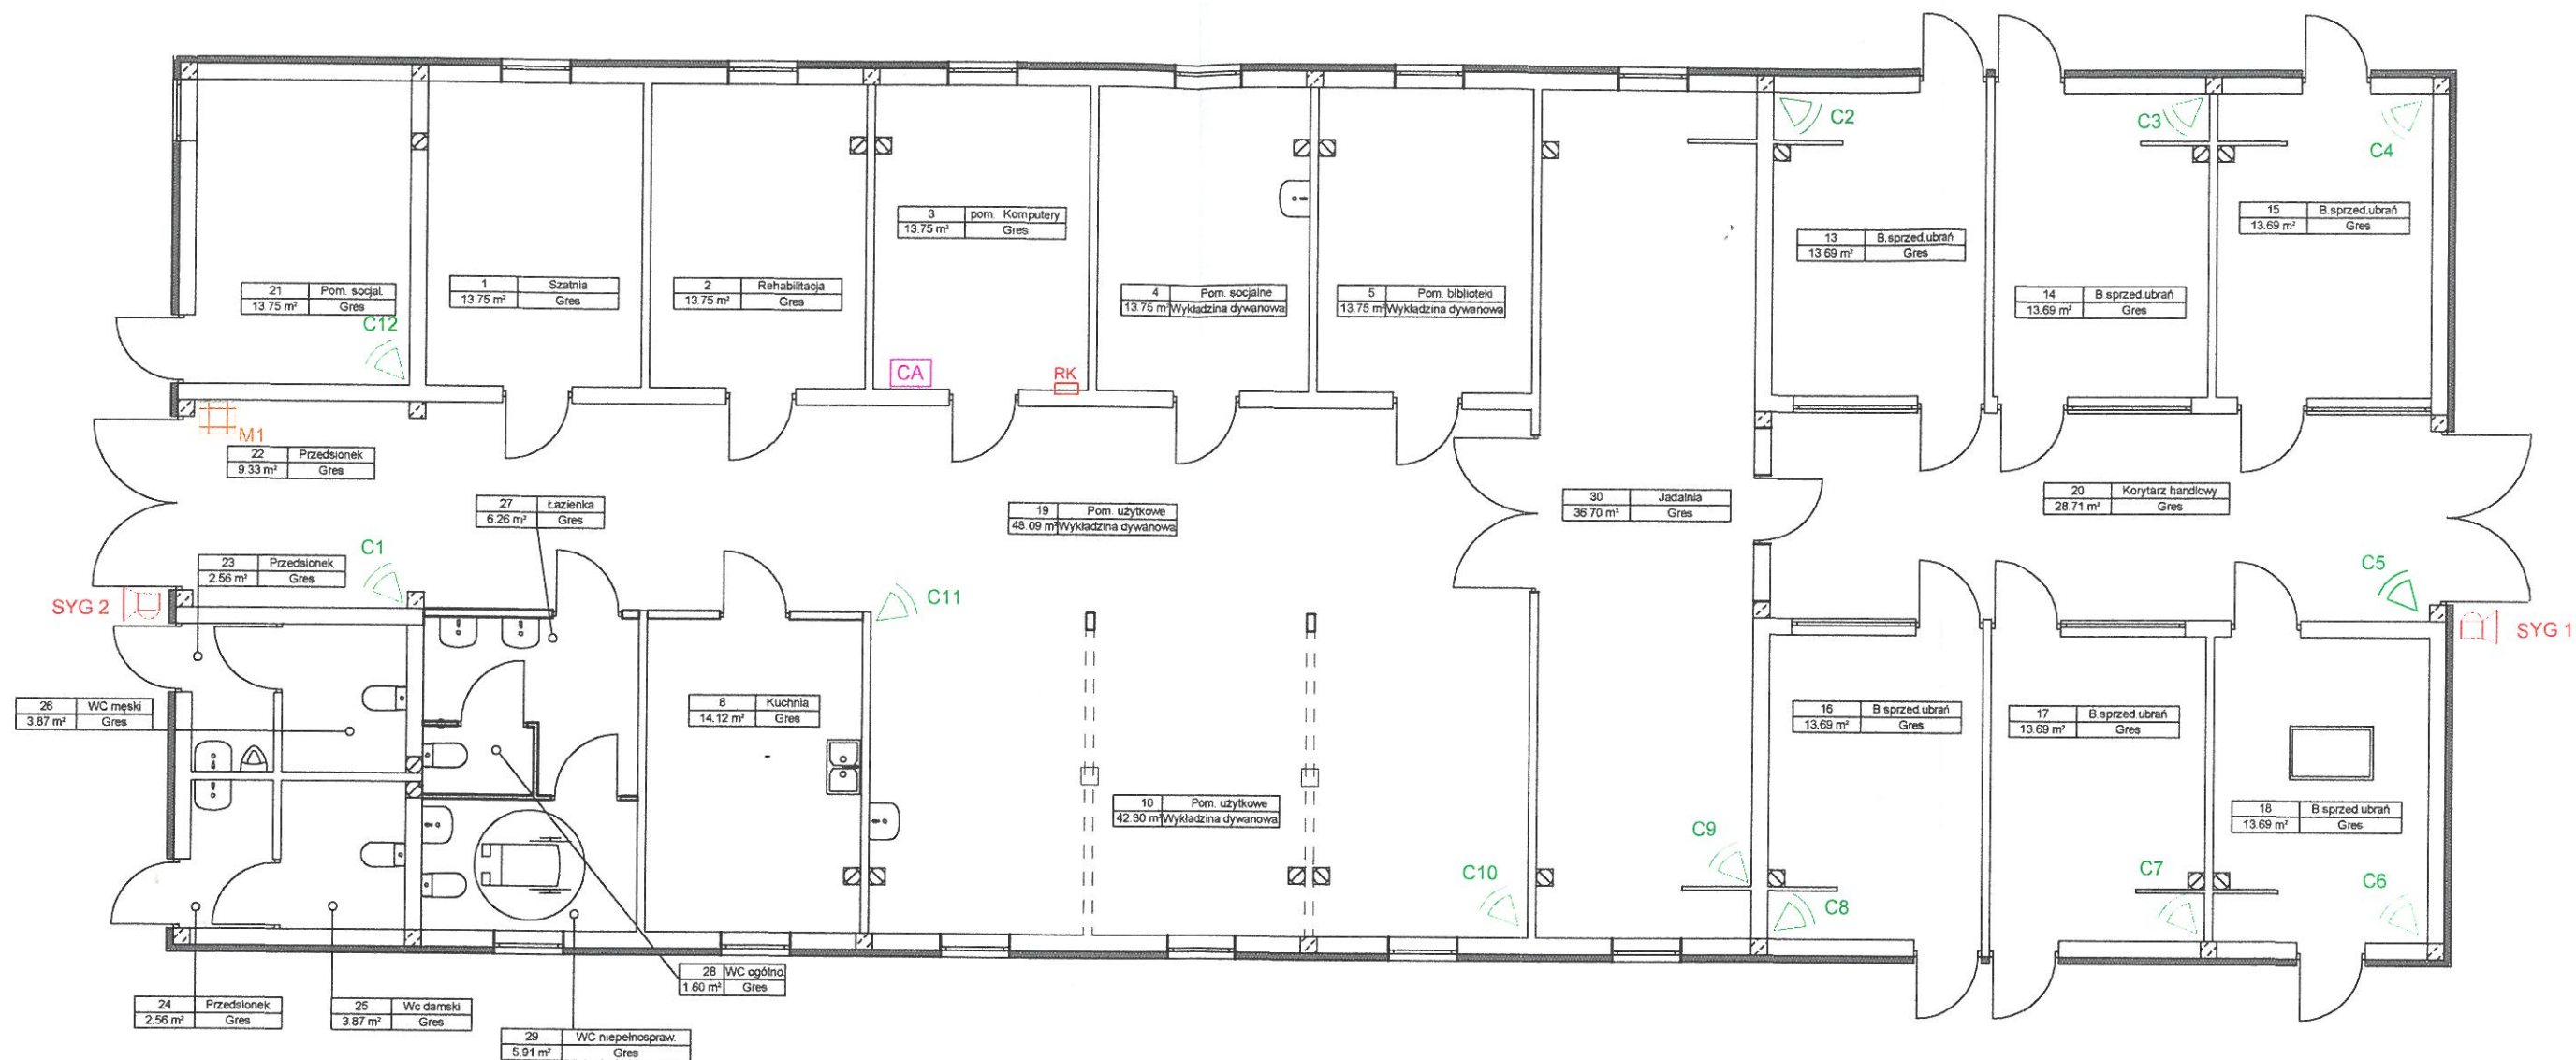 C2
C3
C4
3 pom. Komputery
13.75 m² Gres
15 B.sprzed.ubrań
13.69 m² Gres
13 B.sprzed.ubrań
13.69 m² Gres
21 Pom. socjal.
13.75 m² Gres
1 Szatnia
13.75 m² Gres
2 Rehabilitacja
13.75 m² Gres
4 Pom. socjalne
13.75 m² Wykładzina dywanowa
5 Pom. biblioteki
13.75 m² Wykładzina dywanowa
14 B sprzed.ubrań
13.69 m² Gres
C12
CA
RK
M1
22 Przedsionek
9.33 m² Gres
27 Łazienka
6.26 m² Gres
19 Pom. użytkowe
48.09 m² Wykładzina dywanowa
30 Jadalnia
36.70 m² Gres
20 Korytarz handlowy
28.71 m² Gres
C1
23 Przedsionek
2.56 m² Gres
C5
C11
SYG 2
SYG 1
26 WC męski
3.87 m² Gres
8 Kuchnia
14.12 m² Gres
16 B sprzed.ubrań
13.69 m² Gres
17 B.sprzed.ubrań
13.69 m² Gres
10 Pom. użytkowe
42.30 m² Wykładzina dywanowa
18 B sprzed ubrań
13.69 m² Gres
C9
C10
C7
C6
C8
28 WC ogólno
1.60 m² Gres
24 Przedsionek
2.56 m² Gres
25 Wc damski
3.87 m² Gres
29 WC niepełnospraw.
5.91 m² Gres